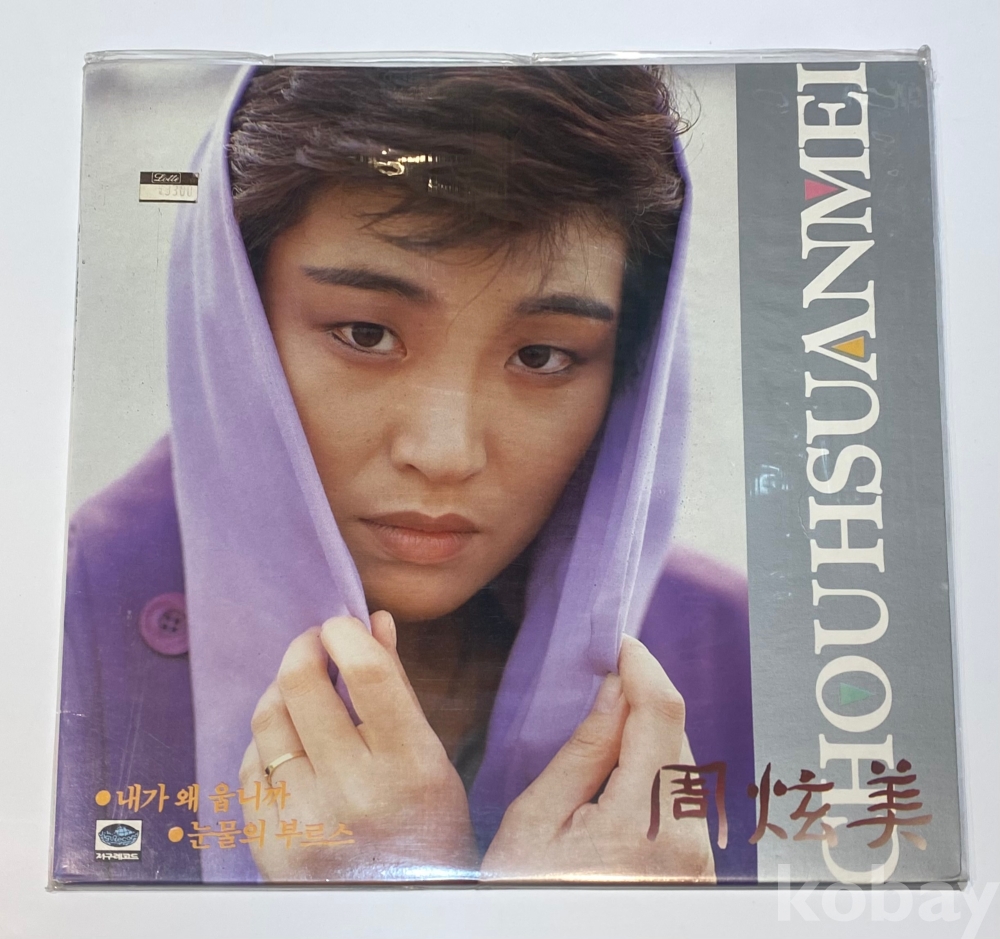 Lotte
CHOUHSUANMEI
周炫美
●내가 왜 웁니까
●눈물의 부르스
지구레코드
kobay